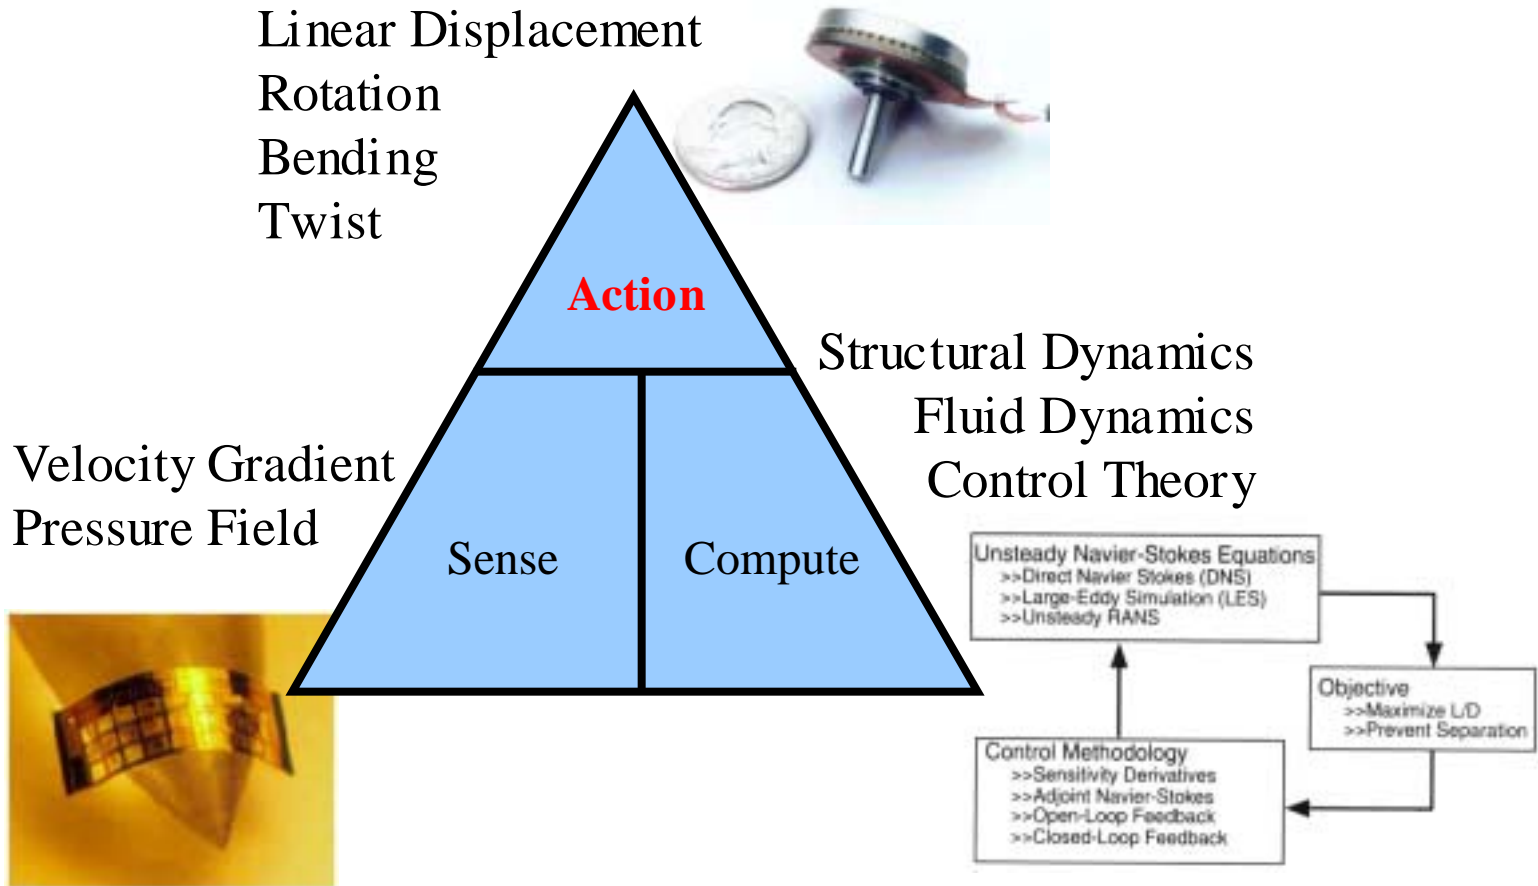 Linear Displacement
Rotation
Bending
Twist
Action
Structural Dynamics
Fluid Dynamics
Control Theory
Velocity Gradient
Pressure Field
Sense
Compute
Unsteady Navier-Stokes Equations
>>Direct Navier Stokes (DNS)
>>Large-Eddy Simulation (LES)
>>Unsteady RANS
Objective
>>Maximize L/D
>>Prevent Separation
Control Methodology
>>Sensitivity Derivatives
>>Adjoint Navier-Stokes
>>Open-Loop Feedback
>>Closed-Loop Feedback